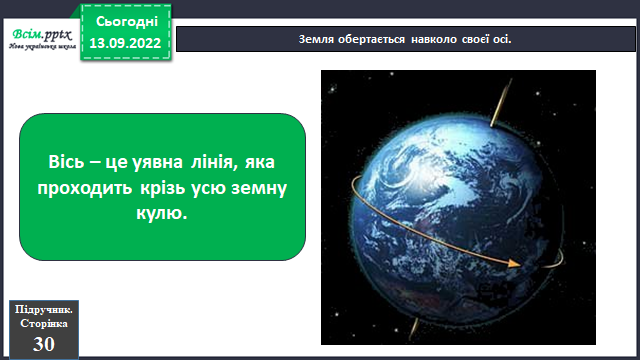 Всім.pptx
Нова українська школа
Сьогодні
13.09.2022
Земля обертається навколо своєї осі.
Вісь – це уявна лінія, яка
проходить крізь усю земну
кулю.
Підручник.
Сторінка
30